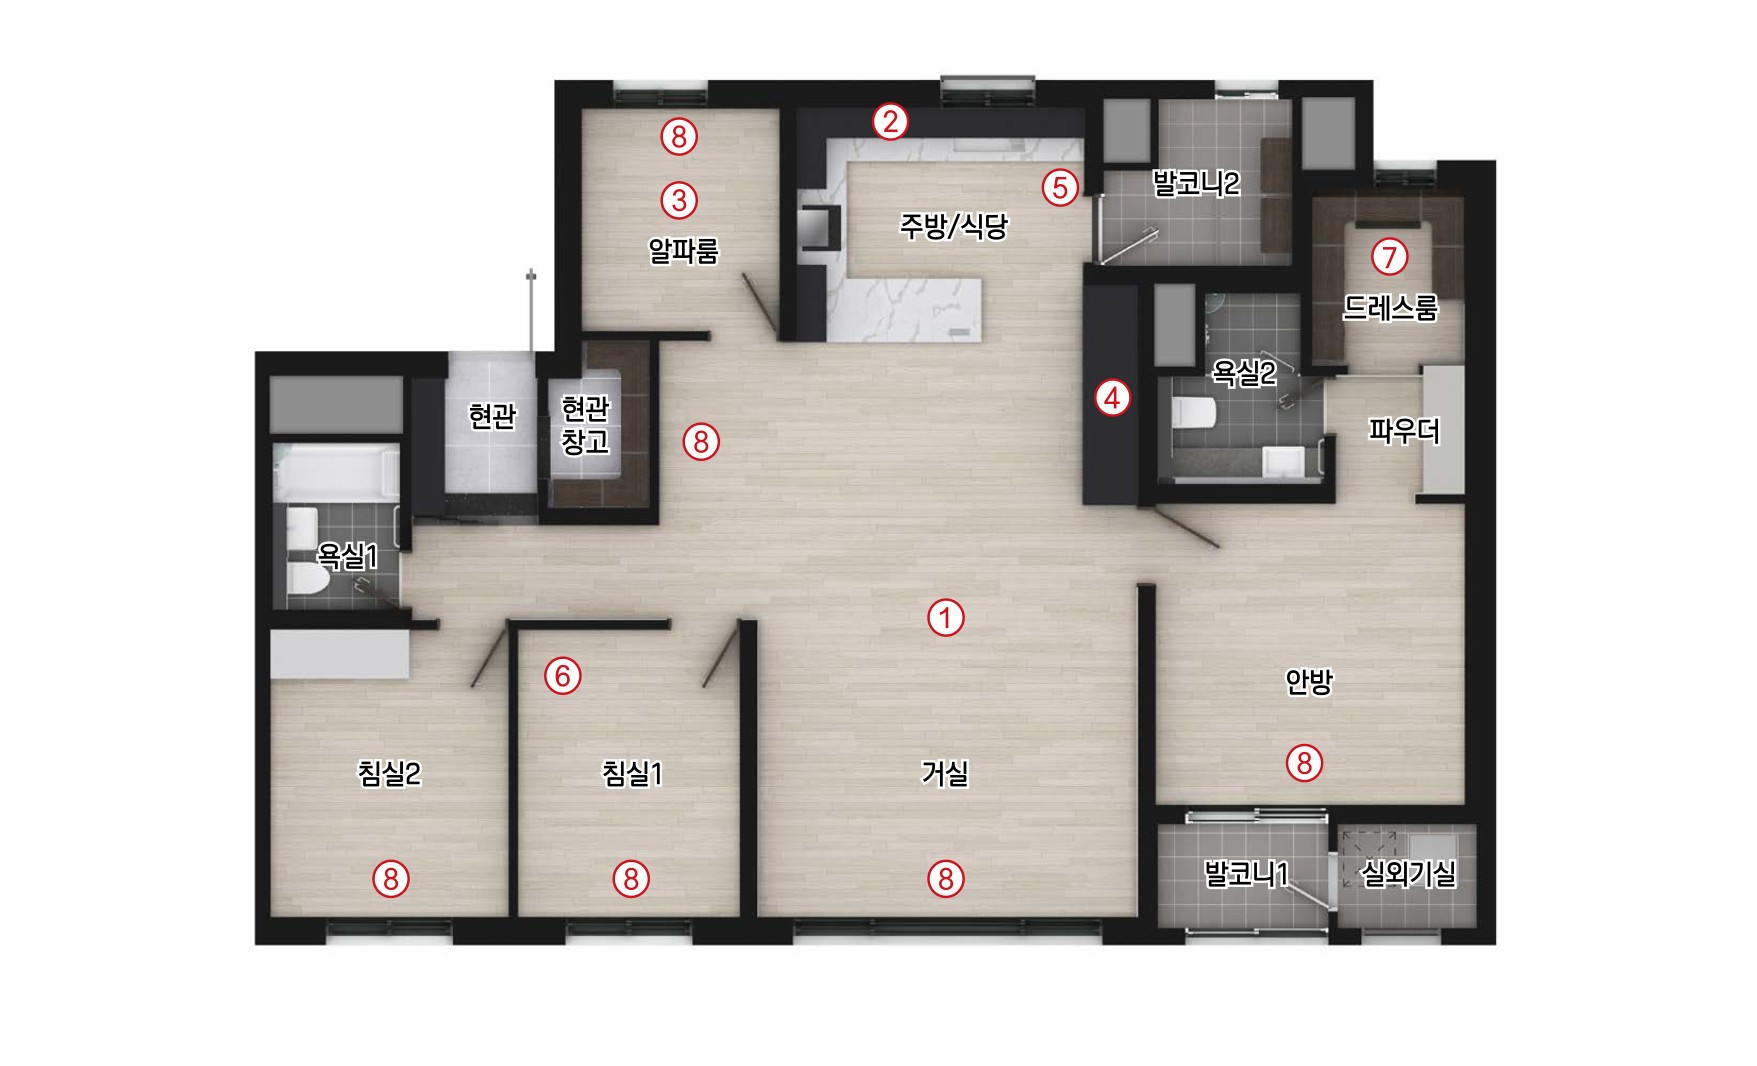 ⑧
②
③
⑤
발코니2
주방/식당
알파룸
⑦
드레스룸
욕실2
④
현관
현관
창고
파우더
⑧
욕실1
①
⑥
안방
침실2
침실1
거실
⑧
발코니1
실외기실
⑧
⑧
⑧